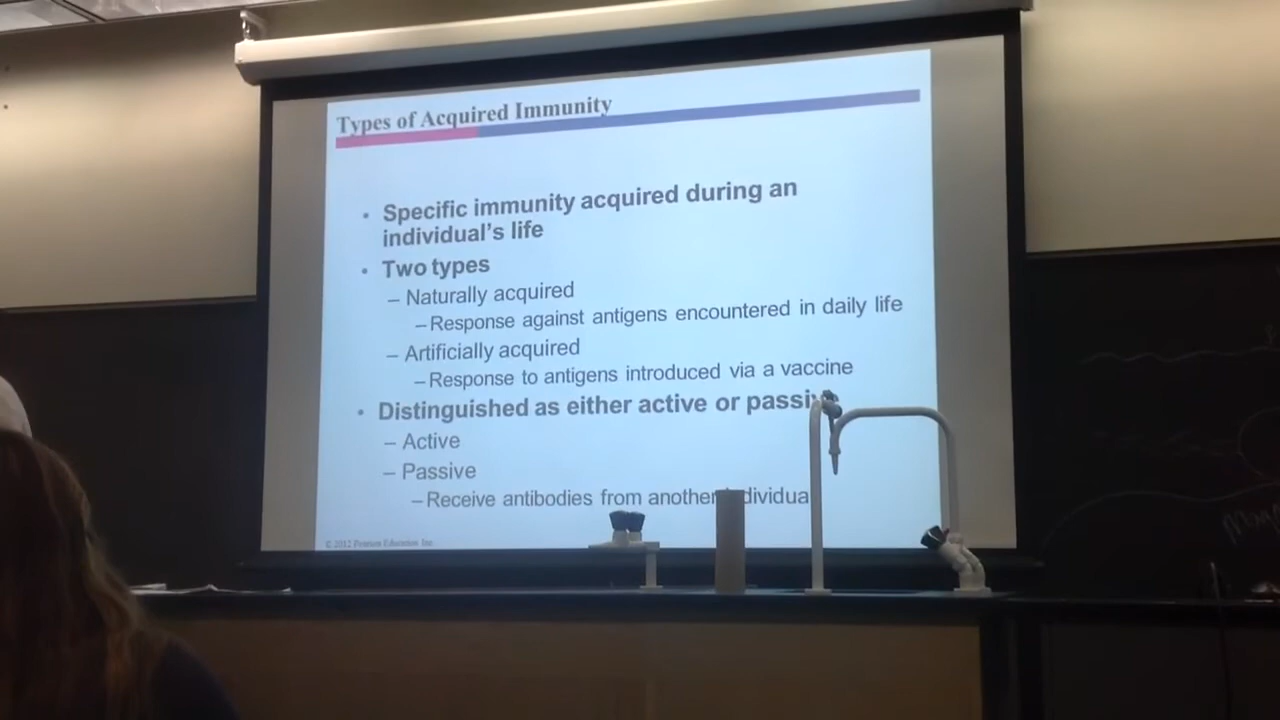 Types of Acquired Immunity
• Specific immunity acquired during an
individual's life
• Two types
– Naturally acquired
– Response against antigens encountered in daily life
– Artificially acquired
– Response to antigens introduced via a vaccine
• Distinguished as either active or
– Active
– Passive
– Receive antibodies from another
© 2012 Pearson Education Inc.